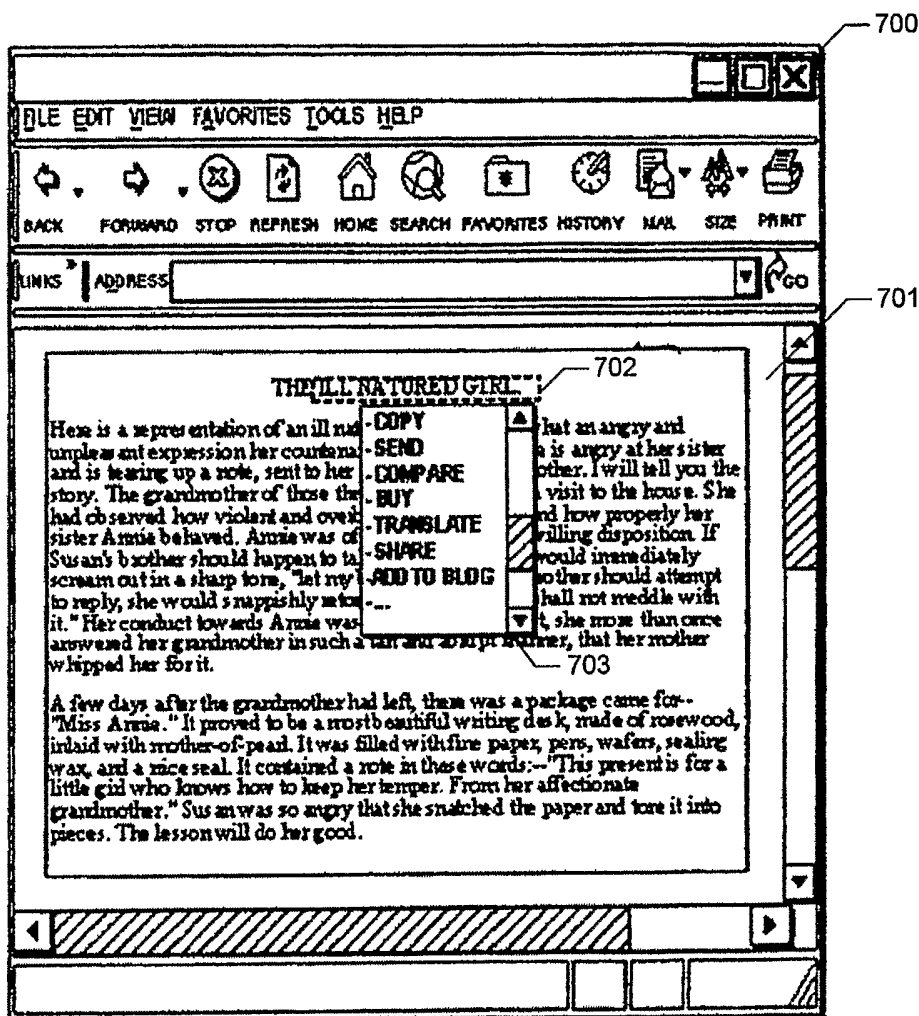 700
FILE EDIT VIEW FAVORITES TOOLS HELP
BACK FORWARD STOP REFRESH HOME SEARCH FAVORITES HISTORY MAIL SIZE PRINT
LINKS » ADDRESS GO
701
THE ILL NATURED GIRL
702
Here is a representation of an ill hat an angry and
unpleasant expression her is angry at her sister
and is tearing up a note, sent to her other. I will tell you the
story. The grandmother of those visit to the house. She
had observed how violent and how properly her
sister Annie behaved. Annie was of willing disposition. If
Susan's brother should happen to would immediately
scream out in a sharp tone, "let my other should attempt
to reply, she would snappishly shall not meddle with
it." Her conduct towards Annie was she more than once
answered her grandmother in such a and manner, that her mother
whipped her for it.
-COPY
-SEND
-COMPARE
-BUY
-TRANSLATE
-SHARE
-ADD TO BLOG
-...
703
A few days after the grandmother had left, there was a package came for--
"Miss Annie." It proved to be a most beautiful writing desk, made of rosewood,
inlaid with mother-of-pearl. It was filled with fine paper, pens, wafers, sealing
wax, and a nice seal. It contained a note in these words:--"This present is for a
little girl who knows how to keep her temper. From her affectionate
grandmother." Susan was so angry that she snatched the paper and tore it into
pieces. The lesson will do her good.